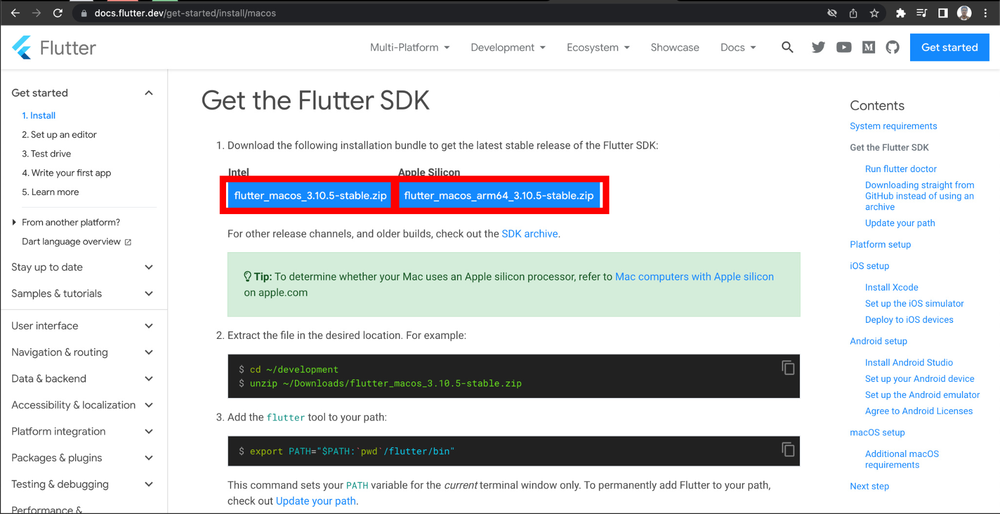 docs.flutter.dev/get-started/install/macos
Flutter
Multi-Platform
Development
Ecosystem
Showcase
Docs
Get started
Get started
1. Install
2. Set up an editor
3. Test drive
4. Write your first app
5. Learn more
From another platform?
Dart language overview
Stay up to date
Samples & tutorials
User interface
Navigation & routing
Data & backend
Accessibility & localization
Platform integration
Packages & plugins
Testing & debugging
Performance &
Get the Flutter SDK
1. Download the following installation bundle to get the latest stable release of the Flutter SDK:
Intel Apple Silicon
flutter_macos_3.10.5-stable.zip flutter_macos_arm64_3.10.5-stable.zip
For other release channels, and older builds, check out the SDK archive.
Tip: To determine whether your Mac uses an Apple silicon processor, refer to Mac computers with Apple silicon
on apple.com
2. Extract the file in the desired location. For example:
$ cd ~/development
$ unzip ~/Downloads/flutter_macos_3.10.5-stable.zip
3. Add the flutter tool to your path:
$ export PATH="$PATH:`pwd`/flutter/bin"
This command sets your PATH variable for the current terminal window only. To permanently add Flutter to your path,
check out Update your path.
Contents
System requirements
Get the Flutter SDK
Run flutter doctor
Downloading straight from
GitHub instead of using an
archive
Update your path
Platform setup
iOS setup
Install Xcode
Set up the iOS simulator
Deploy to iOS devices
Android setup
Install Android Studio
Set up your Android device
Set up the Android emulator
Agree to Android Licenses
macOS setup
Additional macOS
requirements
Next step